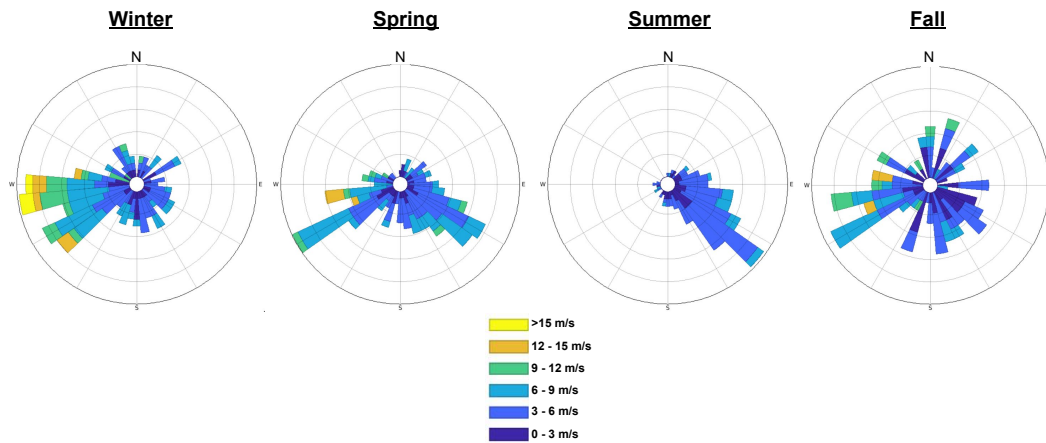 Winter
Spring
Summer
Fall
N
N
N
N
W
E
W
E
W
E
W
E
S
S
S
S
>15 m/s
12 - 15 m/s
9 - 12 m/s
6 - 9 m/s
3 - 6 m/s
0 - 3 m/s